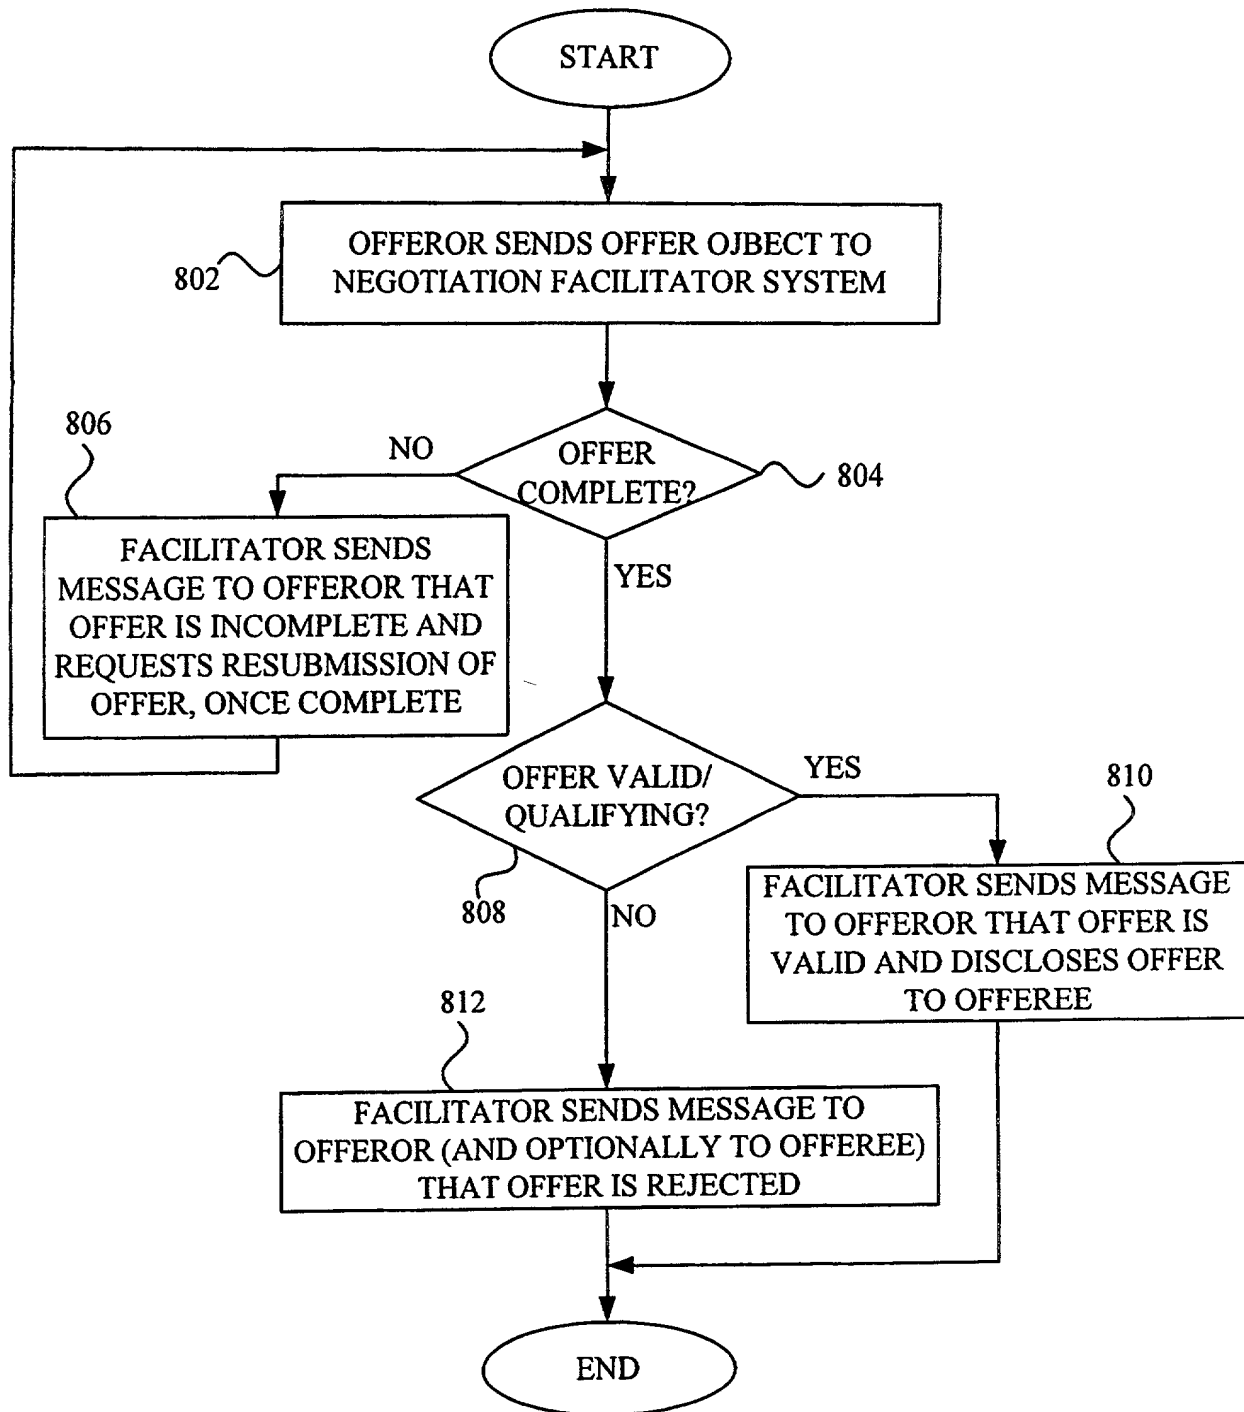 START
OFFEROR SENDS OFFER OJBECT TO
NEGOTIATION FACILITATOR SYSTEM
802
OFFER
COMPLETE?
804
NO
YES
806
FACILITATOR SENDS
MESSAGE TO OFFEROR THAT
OFFER IS INCOMPLETE AND
REQUESTS RESUBMISSION OF
OFFER, ONCE COMPLETE
OFFER VALID/
QUALIFYING?
808
YES
NO
810
FACILITATOR SENDS MESSAGE
TO OFFEROR THAT OFFER IS
VALID AND DISCLOSES OFFER
TO OFFEREE
812
FACILITATOR SENDS MESSAGE TO
OFFEROR (AND OPTIONALLY TO OFFEREE)
THAT OFFER IS REJECTED
END